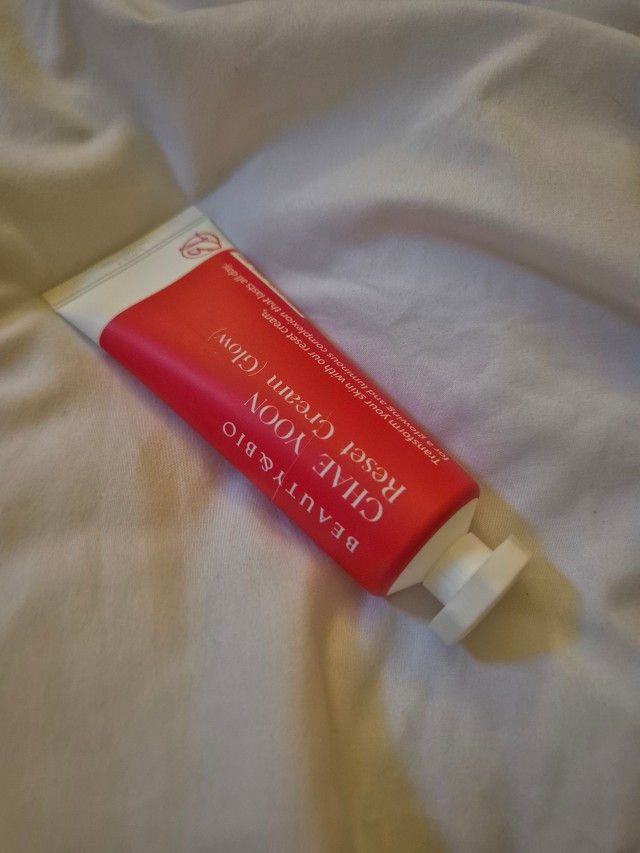 BEAUTY&BIO
CHAE YOON
Reset Cream (Glow)
Transform your skin with our reset cream,
for a glowing and luminous complexion that lasts all day.